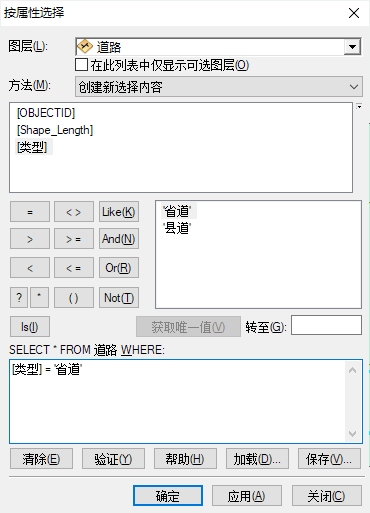 按属性选择
图层(L): 道路
在此列表中仅显示可选图层(O)
方法(M): 创建新选择内容
[OBJECTID]
[Shape_Length]
[类型]
= < > Like(K)
> > = And(N)
< < = Or(R)
? * ( ) Not(T)
'省道'
'县道'
Is(I) 获取唯一值(V) 转至(G):
SELECT * FROM 道路 WHERE:
[类型] = '省道'
清除(E) 验证(Y) 帮助(H) 加载(D)... 保存(V)...
确定 应用(A) 关闭(C)